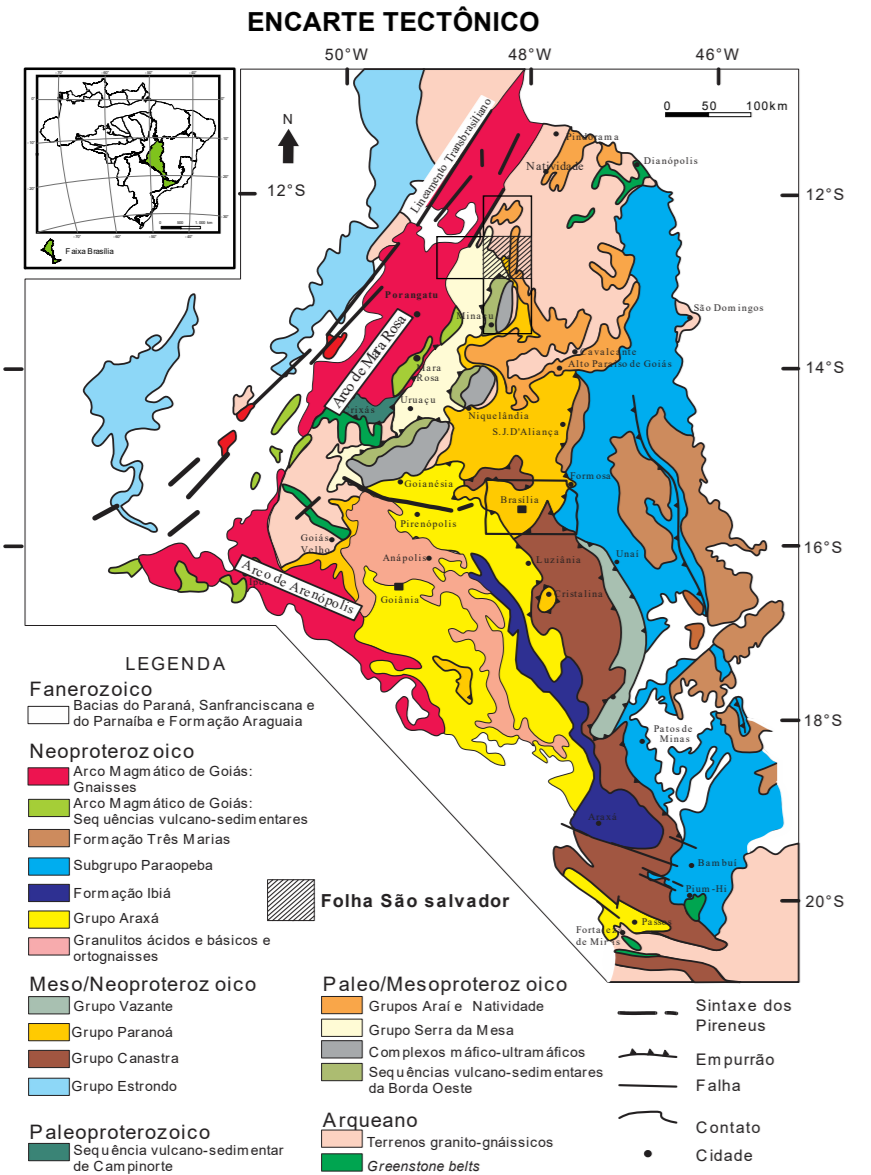 ENCARTE TECTÔNICO
50°W
48°W
46°W
0 50 100km
N
12°S
12°S
Faixa Brasília
Lineamento Transbrasiliano
Pindorama
Natividade
Dianópolis
São Domingos
Porangatu
Minaçu
Arco de Mara Rosa
Cavalcante
Alto Paraíso de Goiás
14°S
Mara
Rosa
Uruaçu
Niquelândia
S.J.D'Aliança
Goianésia
Formosa
Brasília
Pirenópolis
Goiás
Velho
16°S
Anápolis
Luziânia
Unaí
Arco de Arenópolis
Goiânia
Cristalina
18°S
Patos de
Minas
Araxá
Bambuí
Pium-Hi
20°S
Passos
Fortaleza
de Minas
LEGENDA
Fanerozoico
Bacias do Paraná, Sanfranciscana e
do Parnaíba e Formação Araguaia
Neoproterozoico
Arco Magmático de Goiás:
Gnaisses
Arco Magmático de Goiás:
Sequências vulcano-sedimentares
Formação Três Marias
Subgrupo Paraopeba
Formação Ibiá
Grupo Araxá
Granulitos ácidos e básicos e
ortognaisses
Folha São salvador
Meso/Neoproterozoico
Grupo Vazante
Grupo Paranoá
Grupo Canastra
Grupo Estrondo
Paleoproterozoico
Sequência vulcano-sedimentar
de Campinorte
Paleo/Mesoproterozoico
Grupos Araí e Natividade
Grupo Serra da Mesa
Complexos máfico-ultramáficos
Sequências vulcano-sedimentares
da Borda Oeste
Arqueano
Terrenos granito-gnáissicos
Greenstone belts
Sintaxe dos
Pireneus
Empurrão
Falha
Contato
Cidade